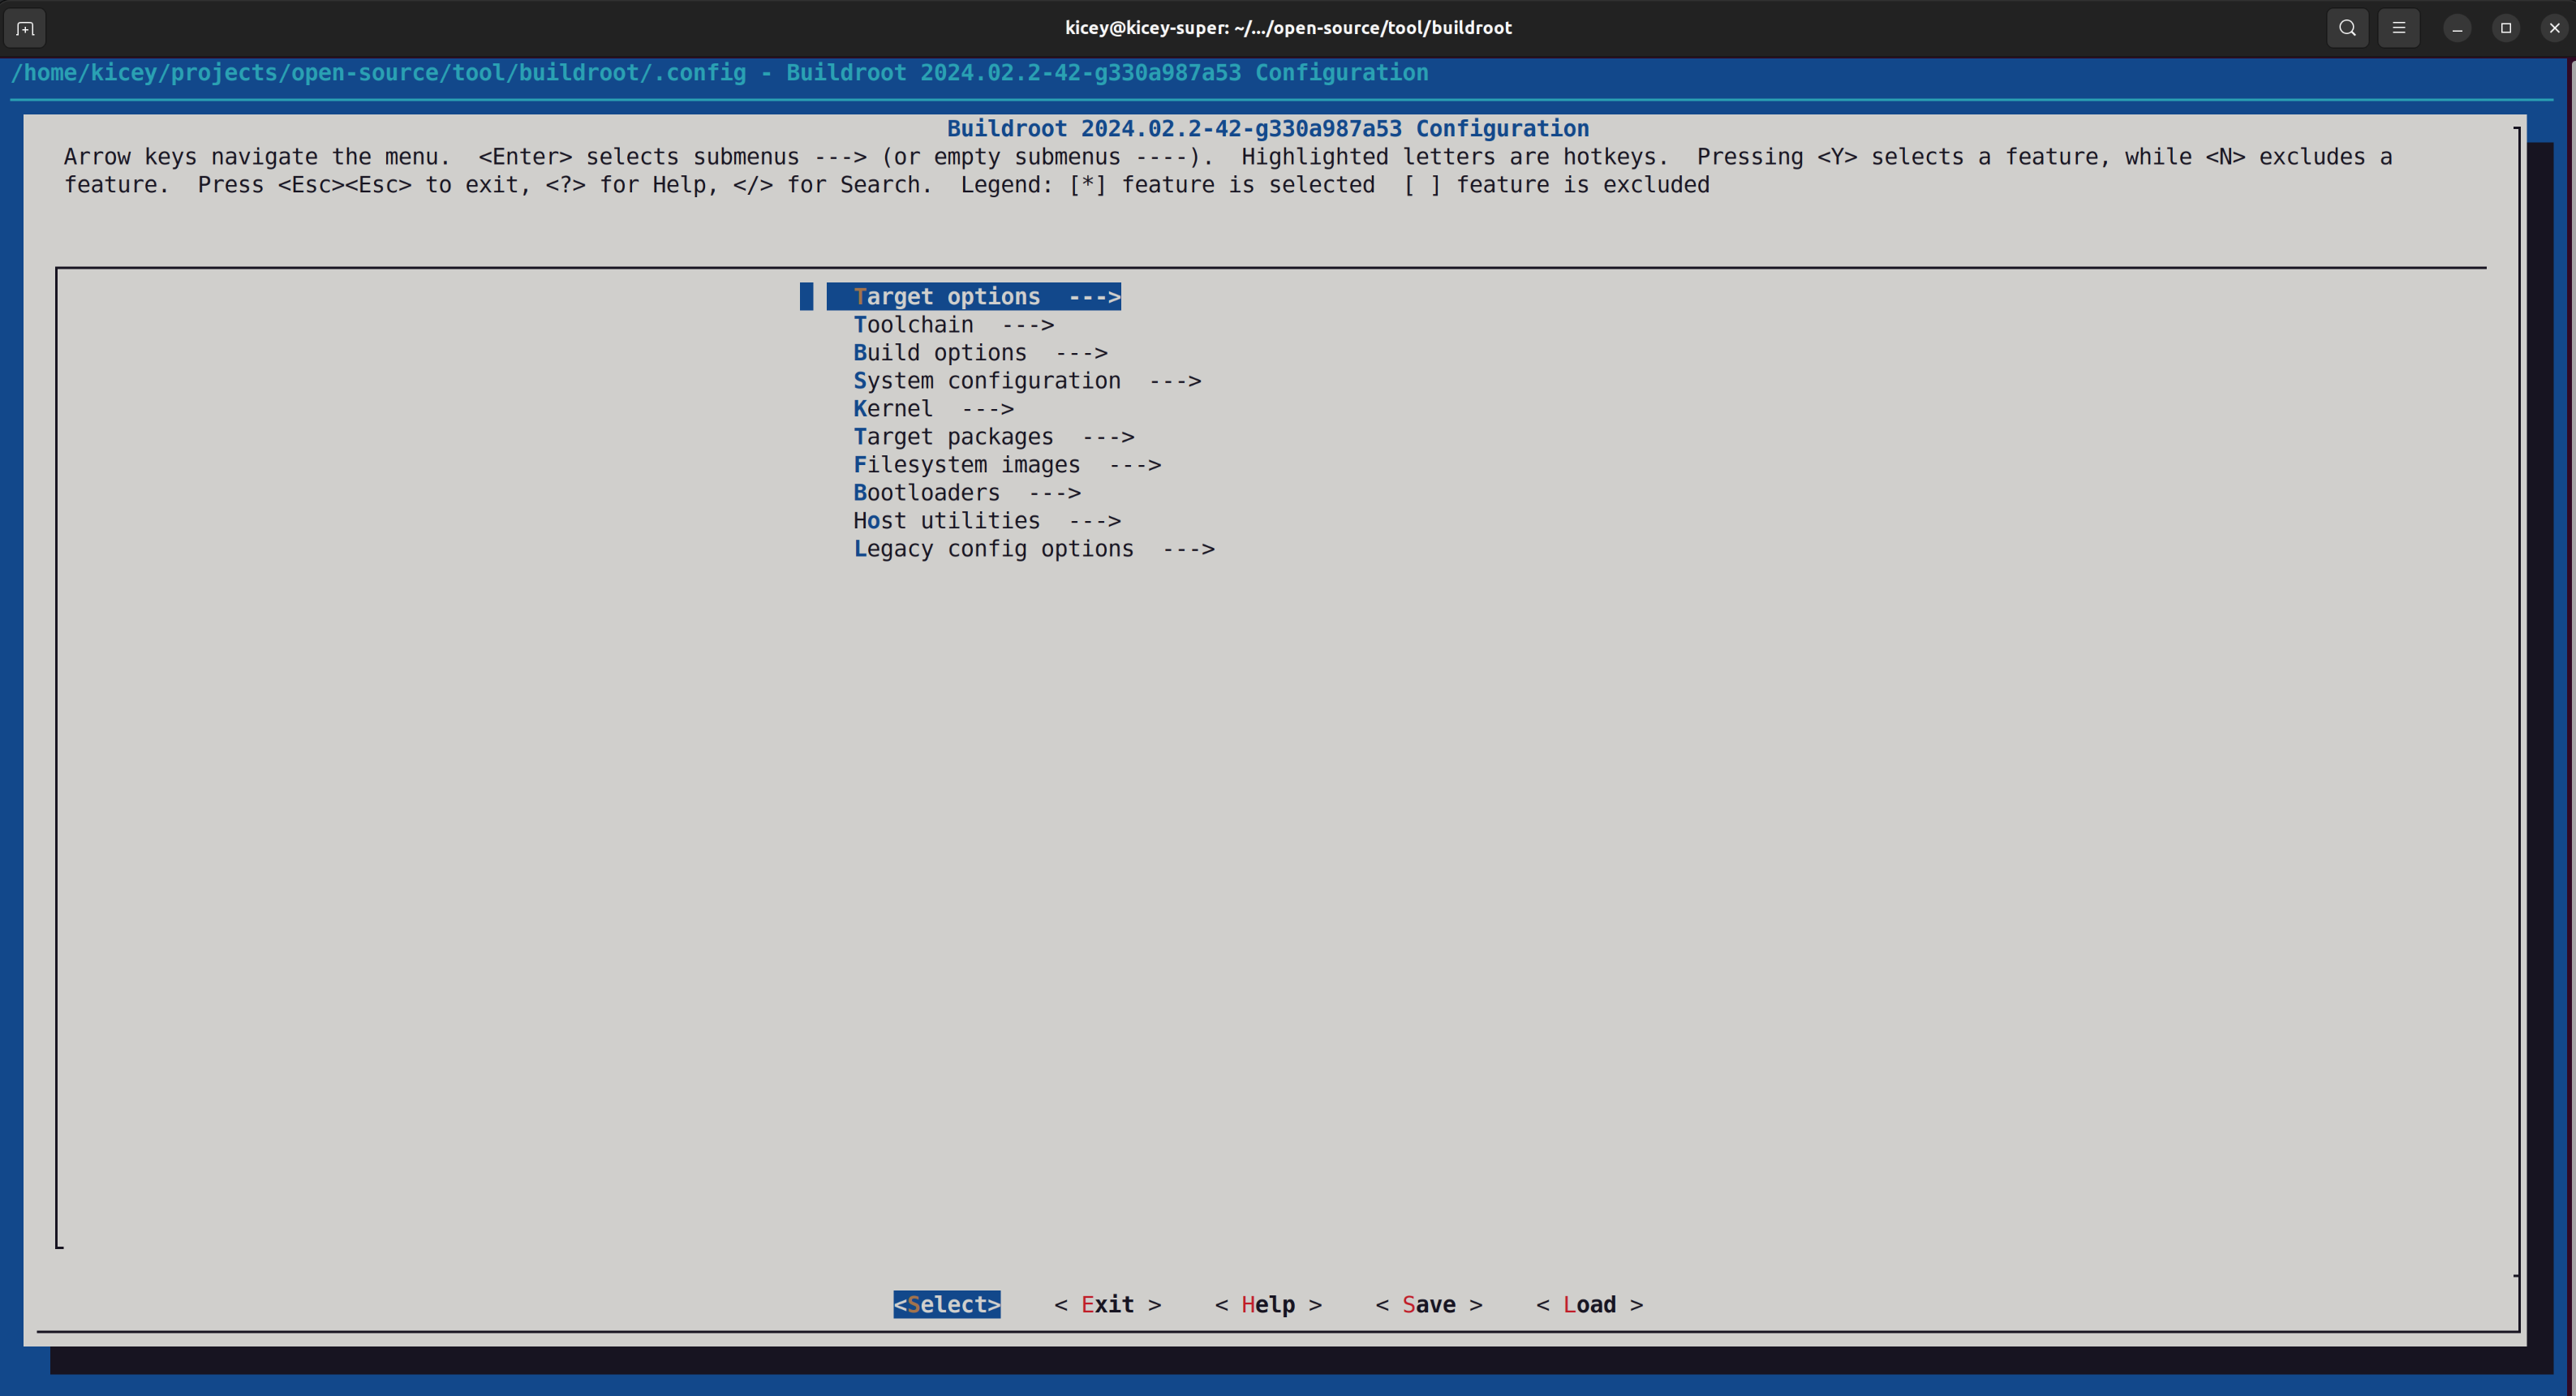 kicey@kicey-super: ~/.../open-source/tool/buildroot
/home/kicey/projects/open-source/tool/buildroot/.config - Buildroot 2024.02.2-42-g330a987a53 Configuration
Buildroot 2024.02.2-42-g330a987a53 Configuration
Arrow keys navigate the menu.  <Enter> selects submenus ---> (or empty submenus ----).  Highlighted letters are hotkeys.  Pressing <Y> selects a feature, while <N> excludes a
feature.  Press <Esc><Esc> to exit, <?> for Help, </> for Search.  Legend: [*] feature is selected  [ ] feature is excluded
Target options  --->
Toolchain  --->
Build options  --->
System configuration  --->
Kernel  --->
Target packages  --->
Filesystem images  --->
Bootloaders  --->
Host utilities  --->
Legacy config options  --->
<Select>    < Exit >    < Help >    < Save >    < Load >